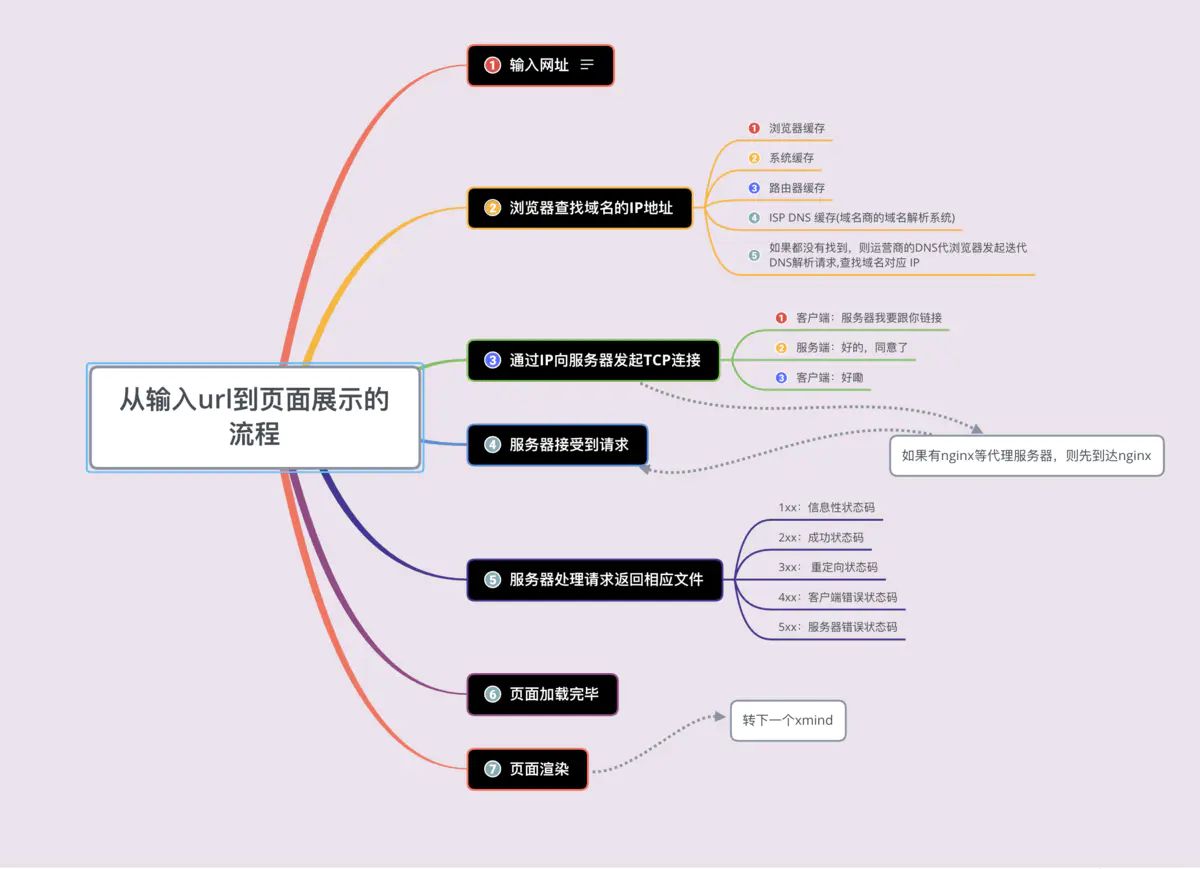 从输入url到页面展示的
流程
1 输入网址
2 浏览器查找域名的IP地址
1 浏览器缓存
2 系统缓存
3 路由器缓存
4 ISP DNS 缓存(域名商的域名解析系统)
5 如果都没有找到，则运营商的DNS代浏览器发起迭代
DNS解析请求,查找域名对应 IP
3 通过IP向服务器发起TCP连接
1 客户端：服务器我要跟你链接
2 服务端：好的，同意了
3 客户端：好嘞
4 服务器接受到请求
如果有nginx等代理服务器，则先到达nginx
5 服务器处理请求返回相应文件
1xx：信息性状态码
2xx：成功状态码
3xx： 重定向状态码
4xx：客户端错误状态码
5xx：服务器错误状态码
6 页面加载完毕
7 页面渲染
转下一个xmind